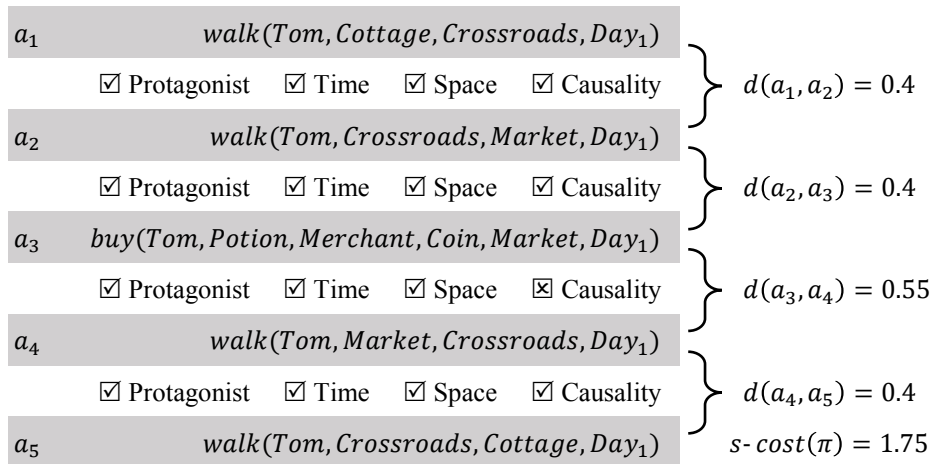 a₁ walk(Tom, Cottage, Crossroads, Day₁)
☑ Protagonist ☑ Time ☑ Space ☑ Causality d(a₁, a₂) = 0.4
a₂ walk(Tom, Crossroads, Market, Day₁)
☑ Protagonist ☑ Time ☑ Space ☑ Causality d(a₂, a₃) = 0.4
a₃ buy(Tom, Potion, Merchant, Coin, Market, Day₁)
☑ Protagonist ☑ Time ☑ Space ☒ Causality d(a₃, a₄) = 0.55
a₄ walk(Tom, Market, Crossroads, Day₁)
☑ Protagonist ☑ Time ☑ Space ☑ Causality d(a₄, a₅) = 0.4
a₅ walk(Tom, Crossroads, Cottage, Day₁) s-cost(π) = 1.75